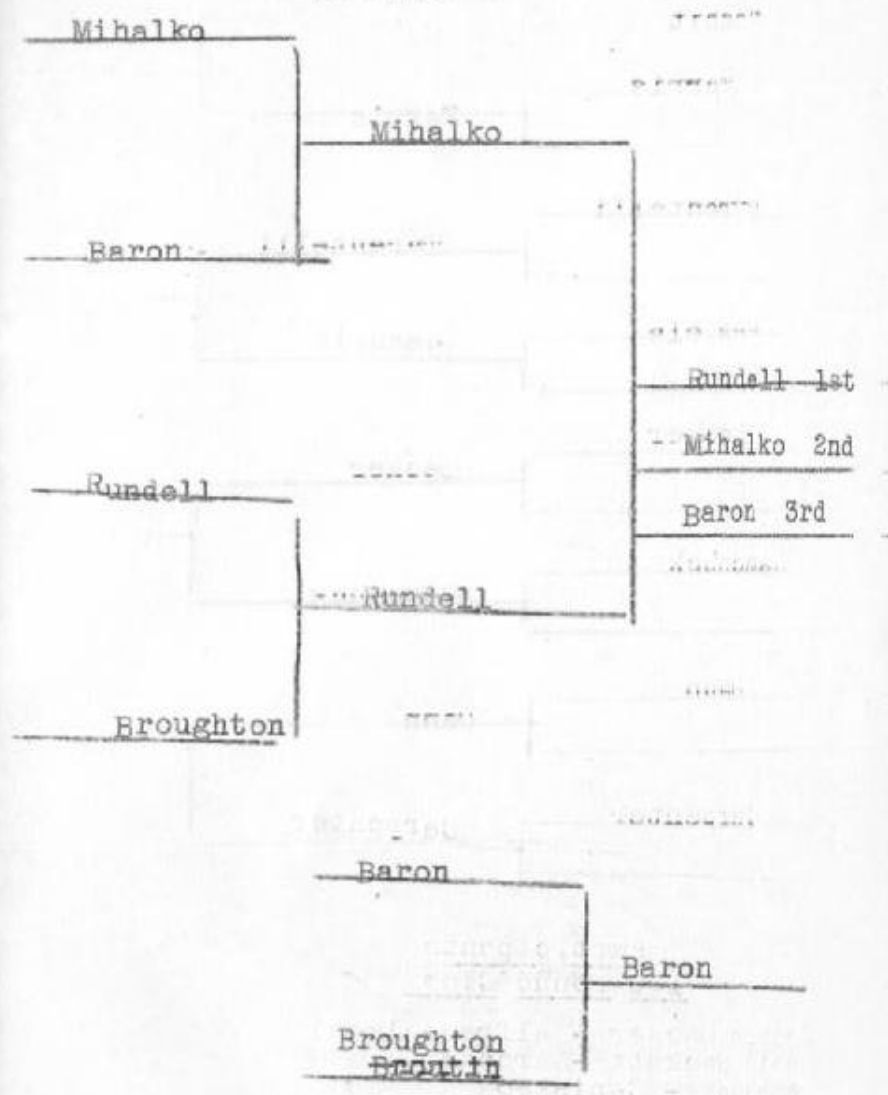 Mihalko
Mihalko
Baron
Rundell 1st
Mihalko 2nd
Rundell
Baron 3rd
Rundell
Broughton
Baron
Baron
Broughton
Broutin